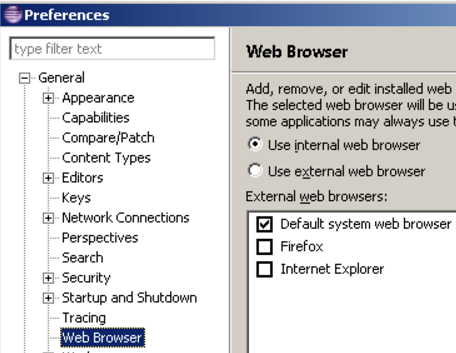 Preferences
type filter text
General
Appearance
Capabilities
Compare/Patch
Content Types
Editors
Keys
Network Connections
Perspectives
Search
Security
Startup and Shutdown
Tracing
Web Browser
Web Browser
Add, remove, or edit installed web
The selected web browser will be
some applications may always use
Use internal web browser
Use external web browser
External web browsers:
Default system web browser
Firefox
Internet Explorer